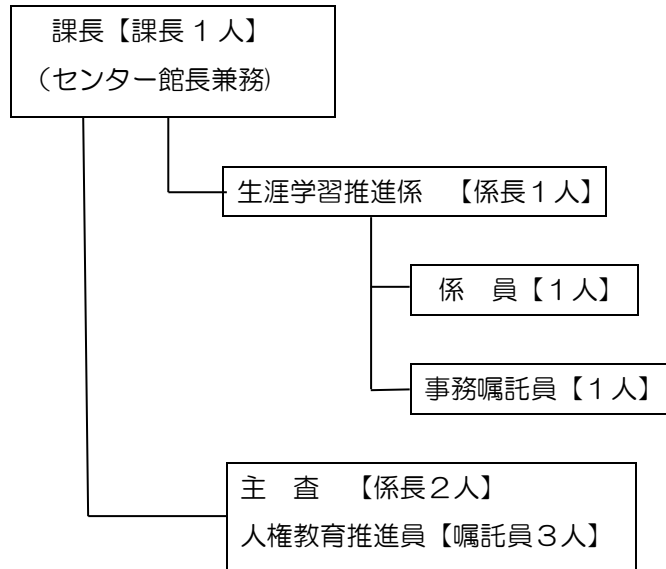 課長【課長1人】
（センター館長兼務)
生涯学習推進係　【係長1人】
係　員【1人】
事務嘱託員【1人】
主　査　【係長２人】
人権教育推進員【嘱託員３人】